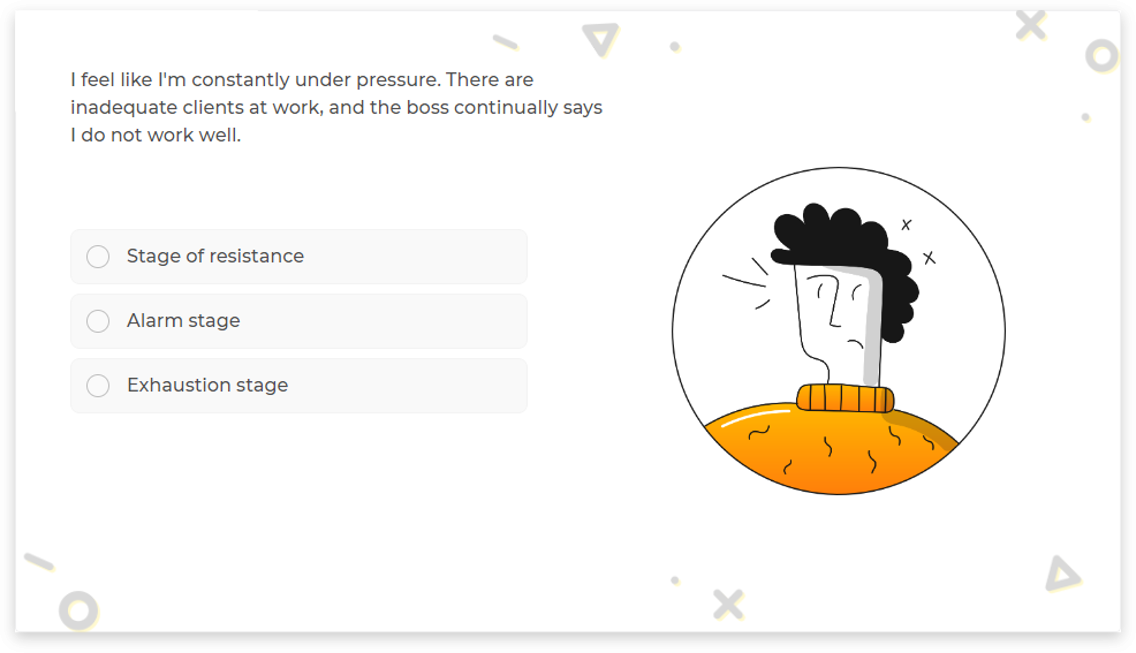 I feel like I'm constantly under pressure. There are
inadequate clients at work, and the boss continually says
I do not work well.
Stage of resistance
Alarm stage
Exhaustion stage